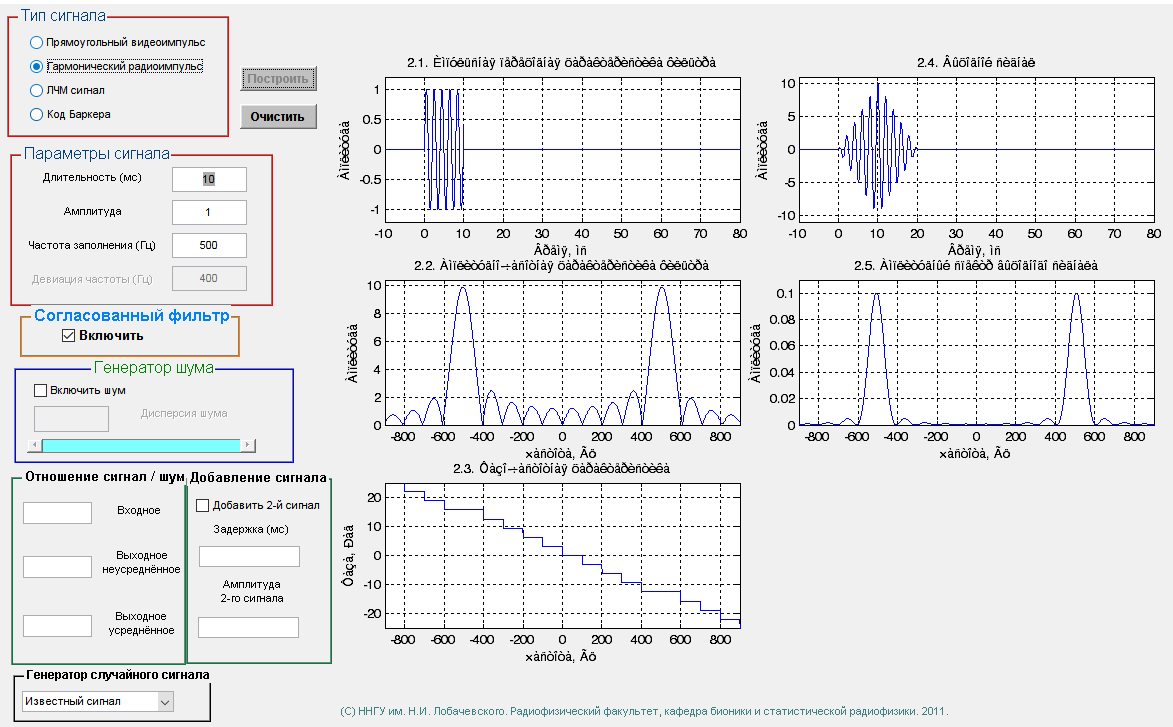 Тип сигнала
Прямоугольный видеоимпульс
Гармонический радиоимпульс
ЛЧМ сигнал
Код Баркера
Построить
Очистить
Параметры сигнала
Длительность (мс)
10
Амплитуда
1
Частота заполнения (Гц)
500
Девиация частоты (Гц)
400
Согласованный фильтр
Включить
Генератор шума
Включить шум
Дисперсия шума
Отношение сигнал / шум
Входное
Выходное
неусреднённое
Выходное
усреднённое
Добавление сигнала
Добавить 2-й сигнал
Задержка (мс)
Амплитуда
2-го сигнала
Генератор случайного сигнала
Известный сигнал
2.1. Èìïóëüñíàÿ ïåðåõîäíàÿ õàðàêòåðèñòèêà ôèëüòðà
Àìïëèòóäà
1
0.5
0
-0.5
-1
-10 0 10 20 30 40 50 60 70 80
Âðåìÿ, ìñ
2.4. Âûõîäíîé ñèãíàë
Àìïëèòóäà
10
5
0
-5
-10
-10 0 10 20 30 40 50 60 70 80
Âðåìÿ, ìñ
2.2. Àìïëèòóäíî-÷àñòîòíàÿ õàðàêòåðèñòèêà ôèëüòðà
Àìïëèòóäà
10
8
6
4
2
0
-800 -600 -400 -200 0 200 400 600 800
×àñòîòà, Ãö
2.5. Àìïëèòóäíûé ñïåêòð âûõîäíîãî ñèãíàëà
Àìïëèòóäà
0.1
0.08
0.06
0.04
0.02
0
-800 -600 -400 -200 0 200 400 600 800
×àñòîòà, Ãö
2.3. Ôàçî-÷àñòîòíàÿ õàðàêòåðèñòèêà
Ôàçà, Ðàä
20
10
0
-10
-20
-800 -600 -400 -200 0 200 400 600 800
×àñòîòà, Ãö
(С) ННГУ им. Н.И. Лобачевского. Радиофизический факультет, кафедра бионики и статистической радиофизики. 2011.